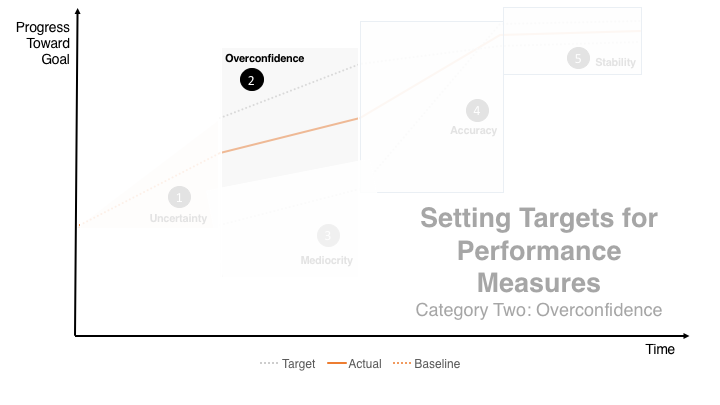 Progress
Toward
Goal
Overconfidence
2
5 Stability
4
Accuracy
1
Uncertainty
3
Mediocrity
Setting Targets for
Performance
Measures
Category Two: Overconfidence
Time
Target Actual Baseline